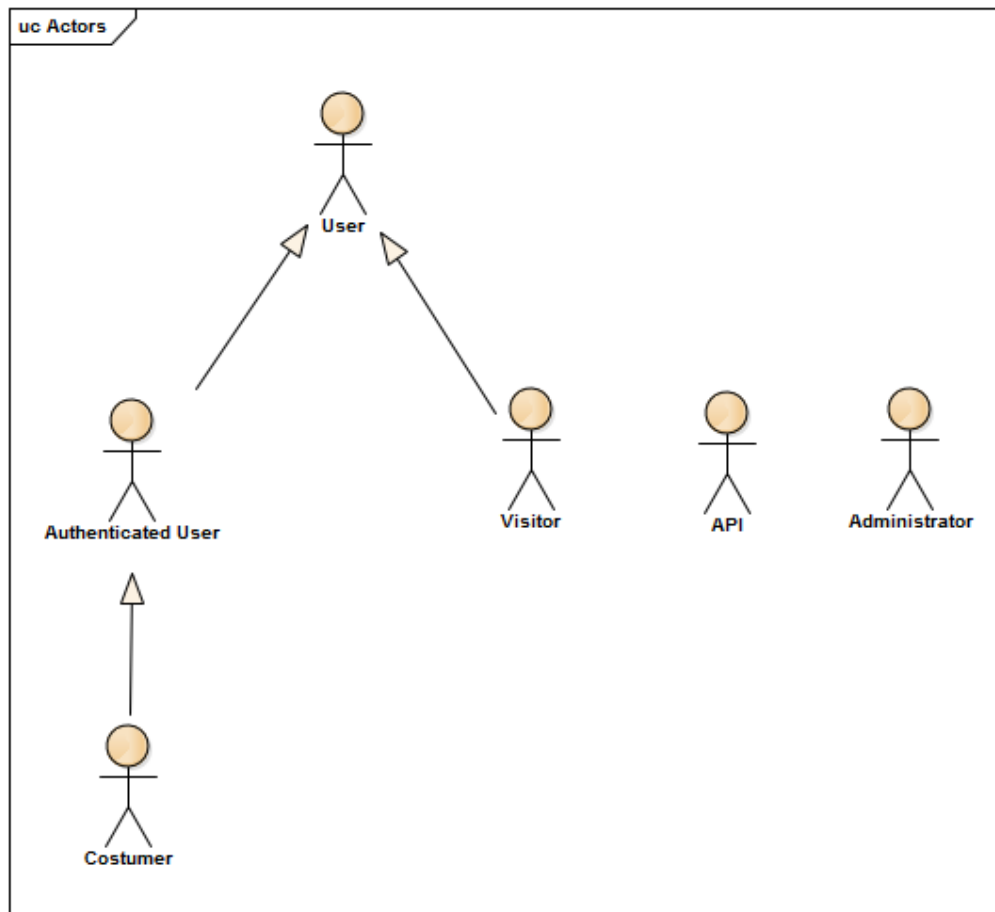 uc Actors
User
Authenticated User
Visitor
API
Administrator
Costumer